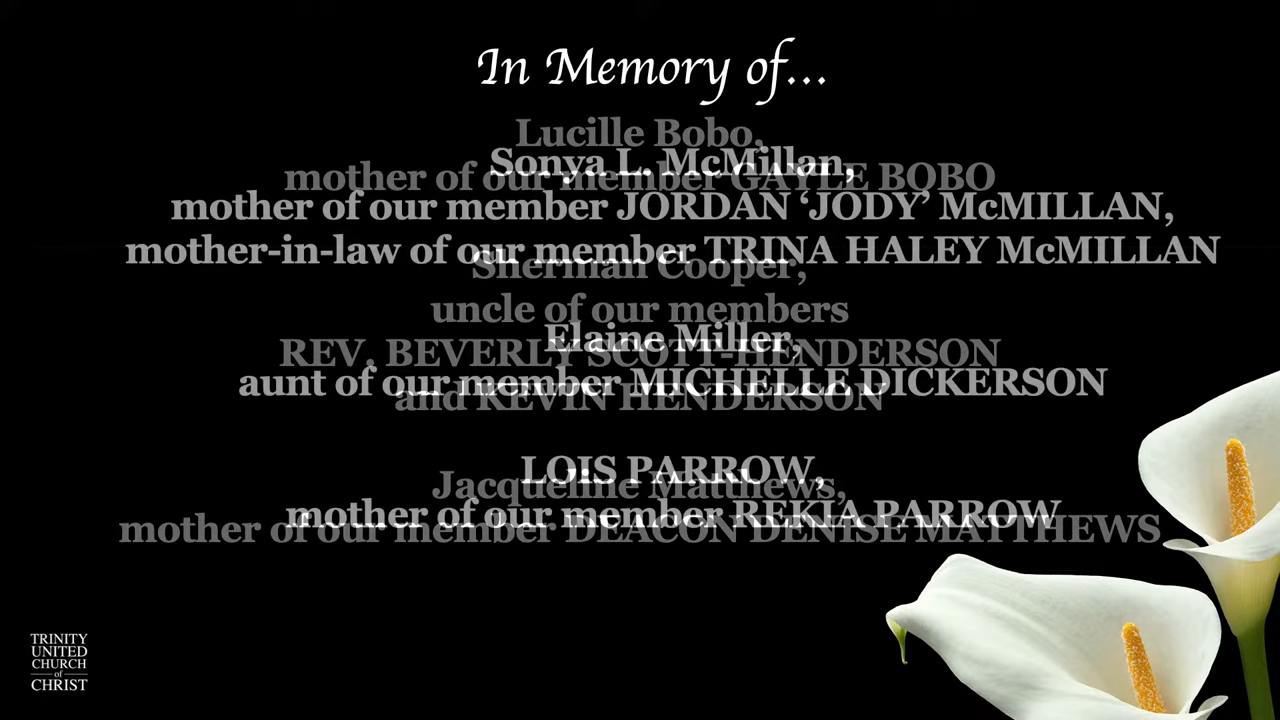 In Memory of...
Lucille Bobo,
mother of our member GAYLE BOBO
Sherman Cooper,
uncle of our members
REV. BEVERLY SCOTT-HENDERSON
and KEVIN HENDERSON
Jacqueline Matthews,
mother of our member DEACON DENISE MATTHEWS
Sonya L. McMillan,
mother of our member JORDAN ‘JODY’ McMILLAN,
mother-in-law of our member TRINA HALEY McMILLAN
Elaine Miller,
aunt of our member MICHELLE DICKERSON
LOIS PARROW,
mother of our member REKIA PARROW
TRINITY
UNITED
CHURCH
of
CHRIST